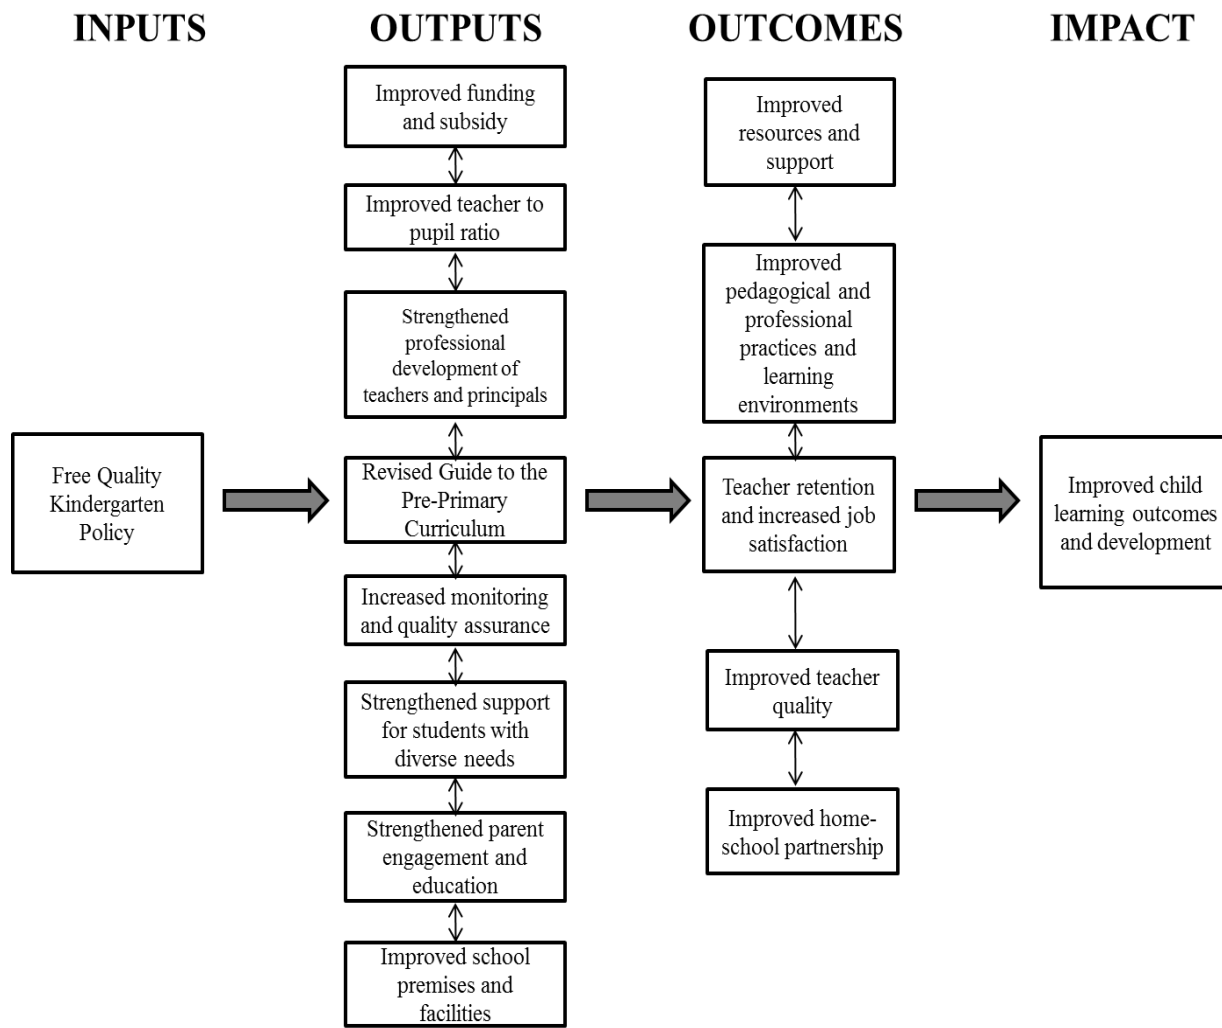 INPUTS
OUTPUTS
OUTCOMES
IMPACT
Free Quality
Kindergarten
Policy
Improved funding
and subsidy
Improved teacher to
pupil ratio
Strengthened
professional
development of
teachers and principals
Revised Guide to the
Pre-Primary
Curriculum
Increased monitoring
and quality assurance
Strengthened support
for students with
diverse needs
Strengthened parent
engagement and
education
Improved school
premises and
facilities
Improved
resources and
support
Improved
pedagogical and
professional
practices and
learning
environments
Teacher retention
and increased job
satisfaction
Improved teacher
quality
Improved home-
school partnership
Improved child
learning outcomes
and development